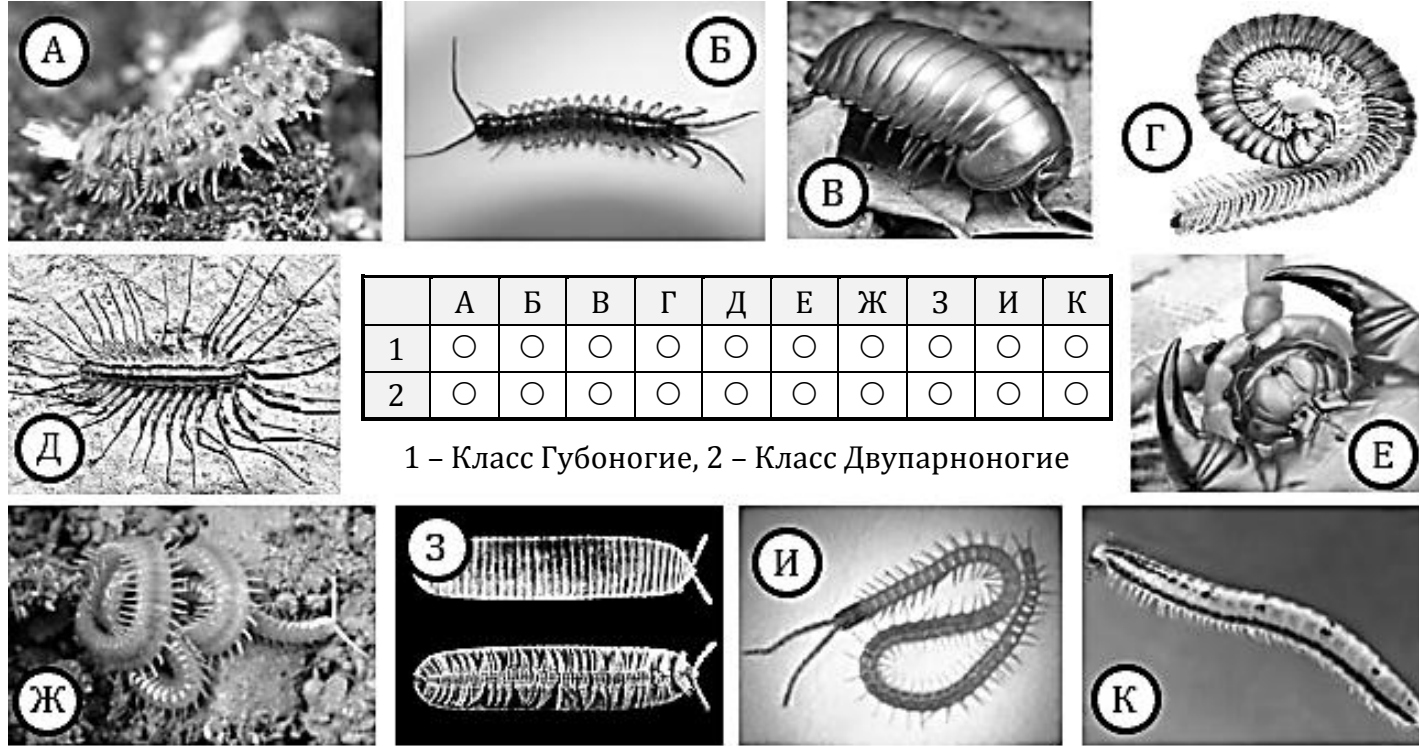 А
Б
В
Г
Д
А Б В Г Д Е Ж З И К
1
2
1 – Класс Губоногие, 2 – Класс Двупарноногие
Е
Ж
З
И
К